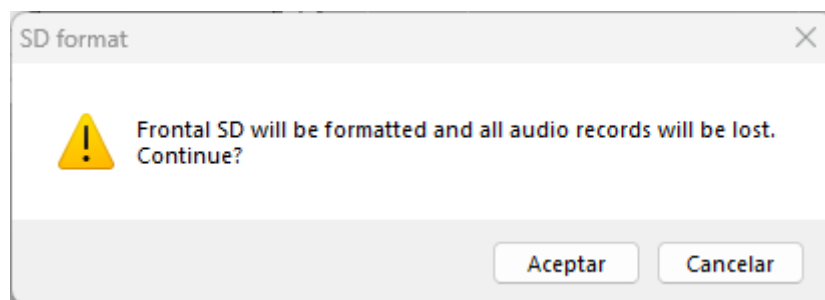 SD format
Frontal SD will be formatted and all audio records will be lost.
Continue?
Aceptar
Cancelar